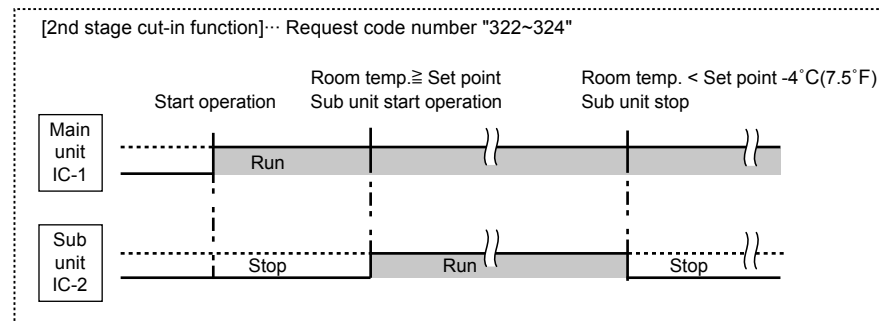 [2nd stage cut-in function]··· Request code number "322~324"
Room temp.≧ Set point
Sub unit start operation
Room temp. < Set point -4˚C(7.5˚F)
Sub unit stop
Start operation
Main
unit
IC-1
Run
Sub
unit
IC-2
Stop
Run
Stop